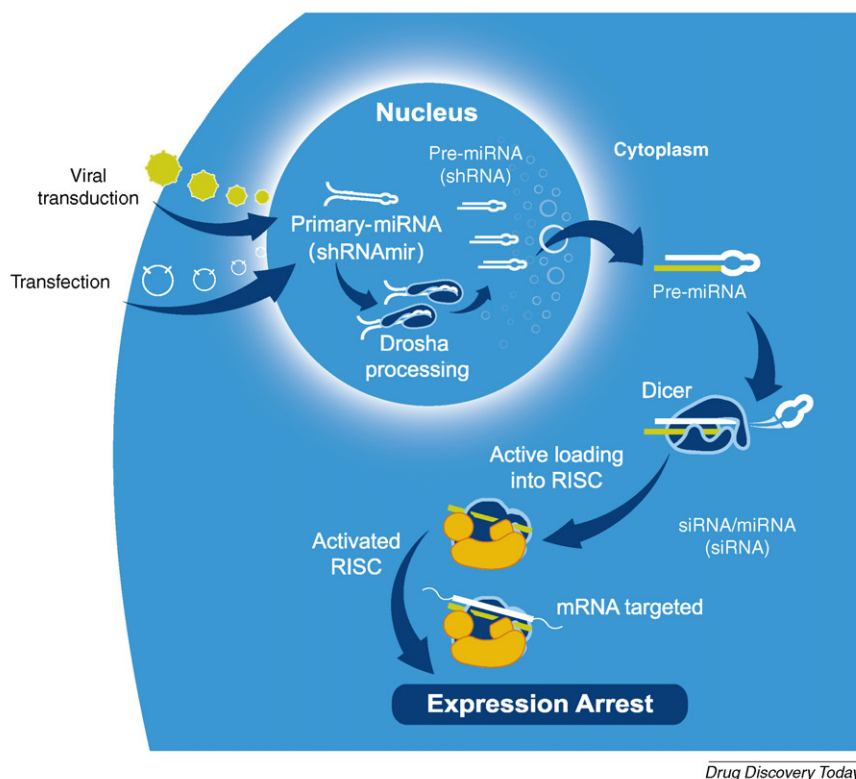 Nucleus
Viral
transduction
Transfection
Primary-miRNA
(shRNAmir)
Drosha
processing
Pre-miRNA
(shRNA)
Cytoplasm
Pre-miRNA
Dicer
Active loading
into RISC
siRNA/miRNA
(siRNA)
Activated
RISC
mRNA targeted
Expression Arrest
Drug Discovery Today